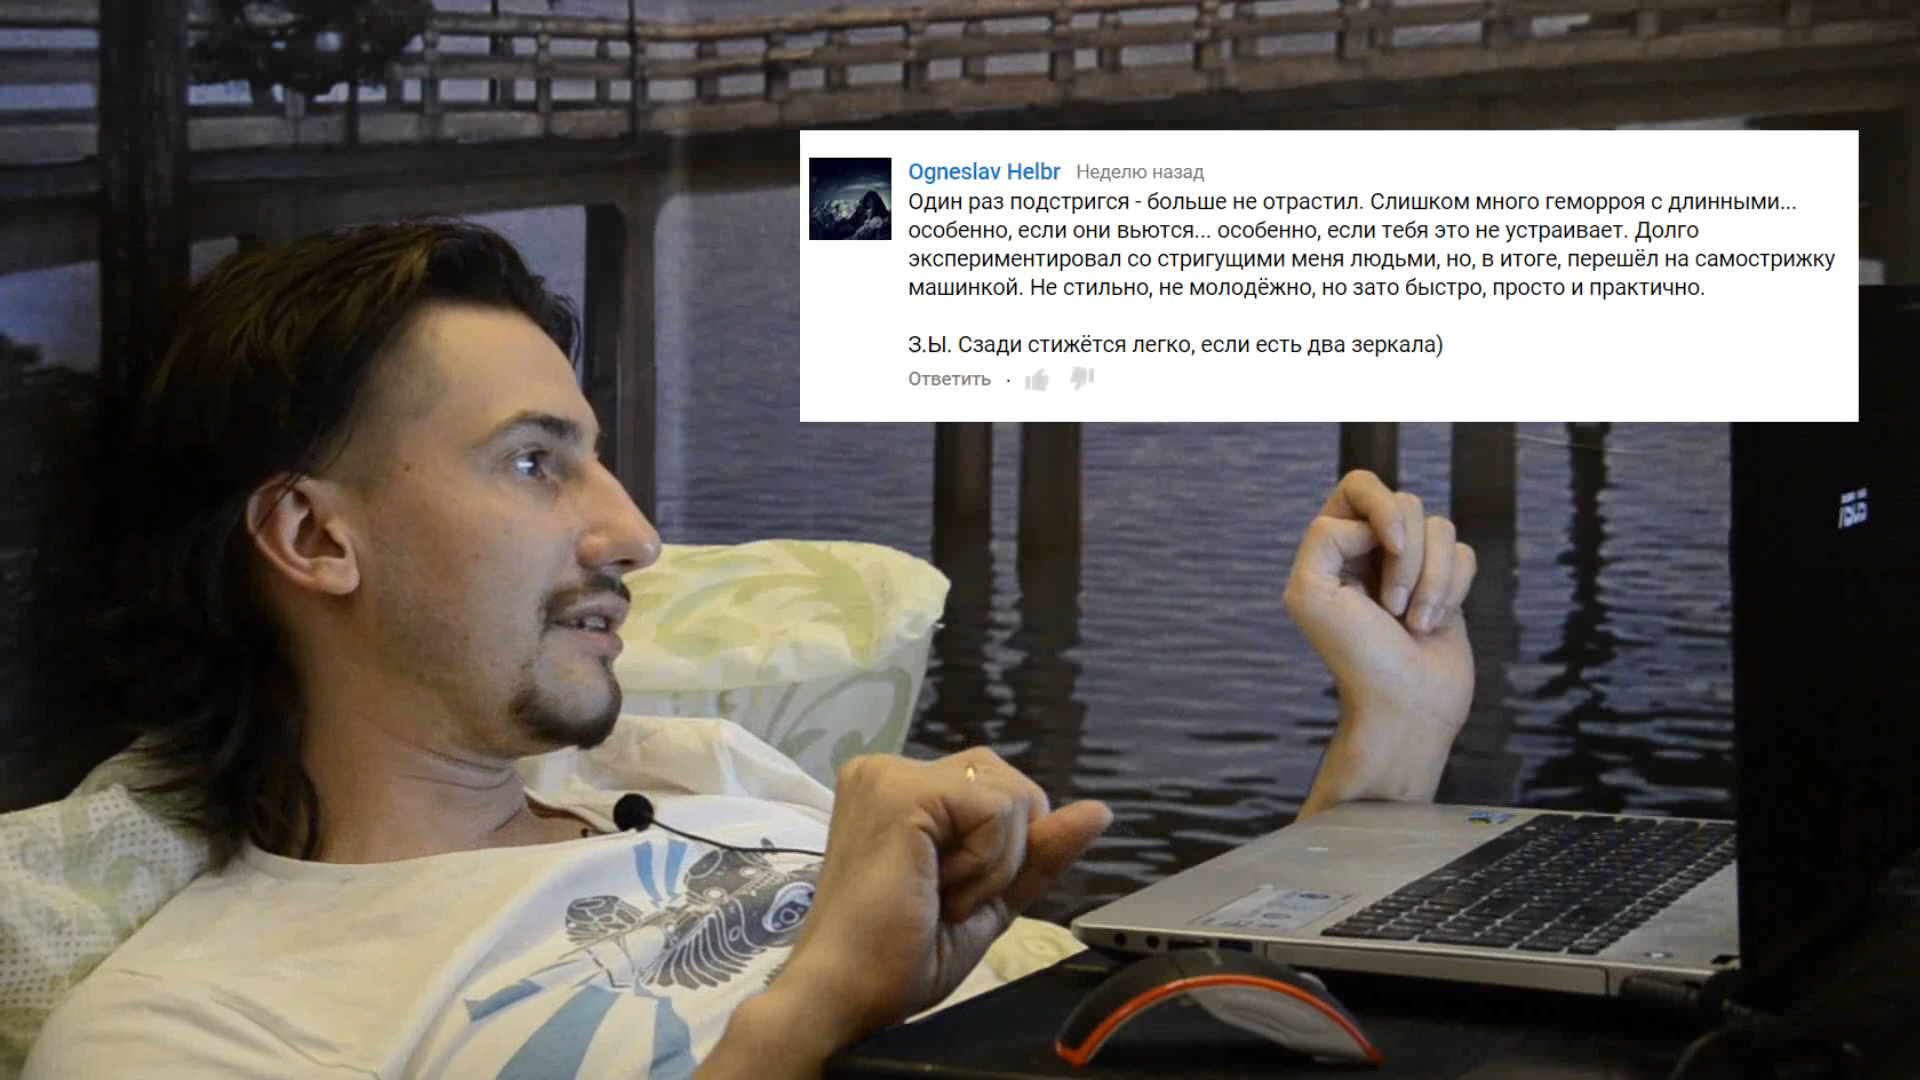 Ogneslav Helbr Неделю назад
Один раз подстригся - больше не отрастил. Слишком много геморроя с длинными...
особенно, если они вьются... особенно, если тебя это не устраивает. Долго
экспериментировал со стригущими меня людьми, но, в итоге, перешёл на самострижку
машинкой. Не стильно, не молодёжно, но зато быстро, просто и практично.
З.Ы. Сзади стижётся легко, если есть два зеркала)
Ответить ·